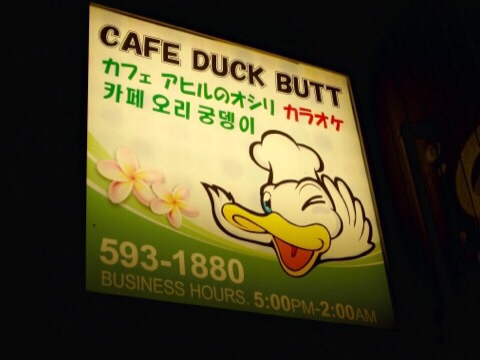 CAFE DUCK BUTT
カフェ アヒルのオシリ カラオケ
카페 오리 궁뎅이
593-1880
BUSINESS HOURS. 5:00PM-2:00AM